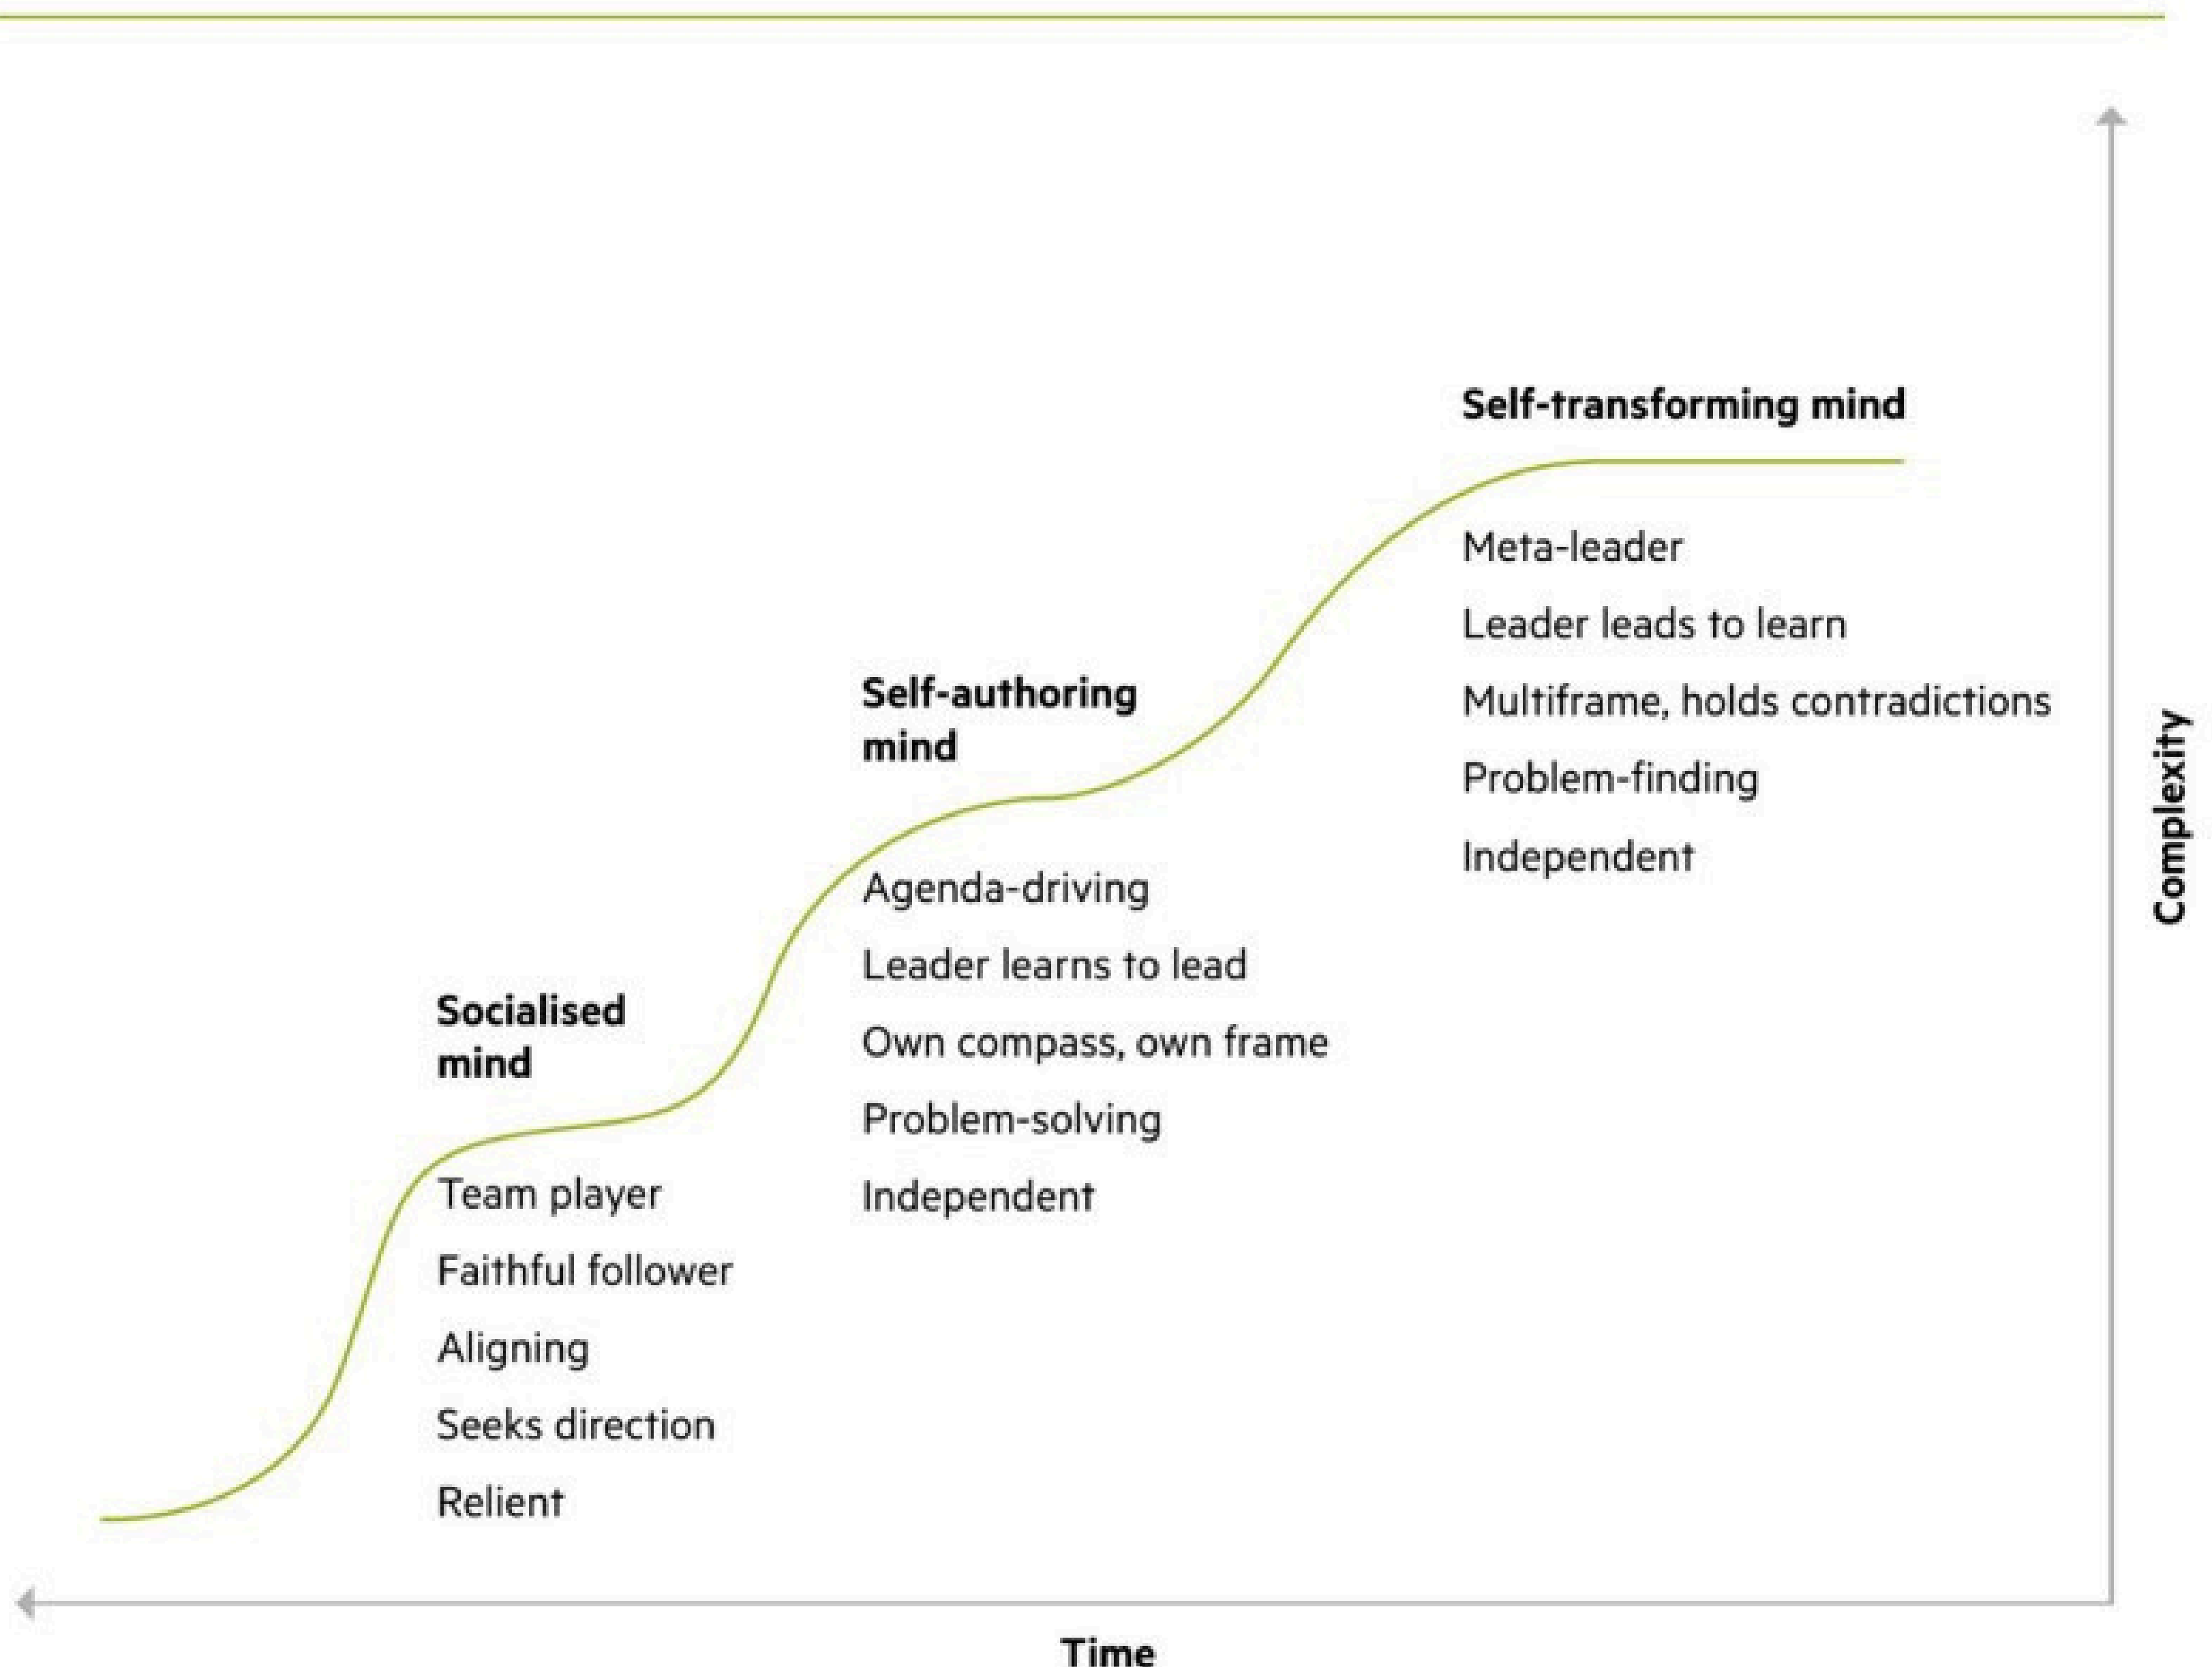 Self-transforming mind
Meta-leader
Leader leads to learn
Multiframe, holds contradictions
Problem-finding
Independent
Self-authoring
mind
Agenda-driving
Leader learns to lead
Own compass, own frame
Problem-solving
Independent
Socialised
mind
Team player
Faithful follower
Aligning
Seeks direction
Relient
Complexity
Time